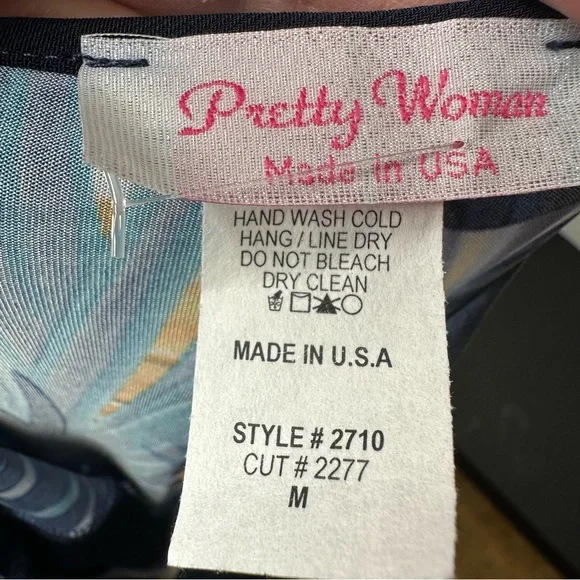 Pretty Woman
Made in USA
HAND WASH COLD
HANG / LINE DRY
DO NOT BLEACH
DRY CLEAN
MADE IN U.S.A
STYLE # 2710
CUT # 2277
M